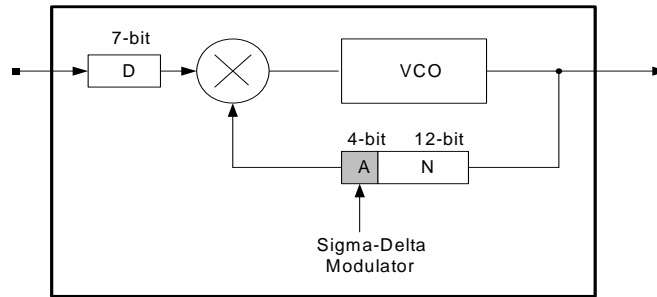 7-bit
D
VCO
4-bit 12-bit
A N
Sigma-Delta
Modulator